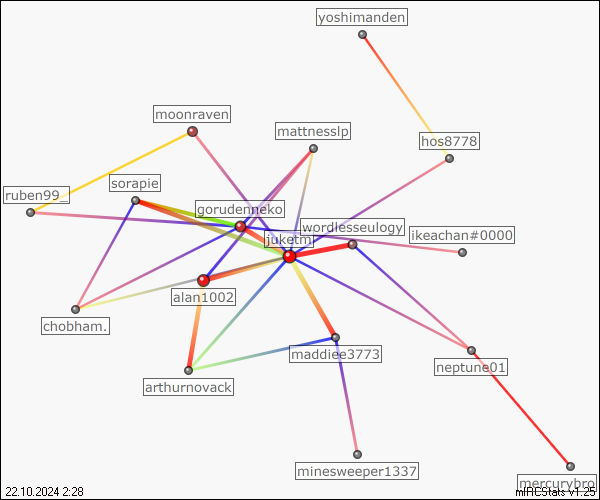 yoshimanden
moonraven
mattnesslp
hos8778
sorapie
ruben99_
gorudenneko
wordlesseulogy
juketm
ikeachan#0000
alan1002
chobham.
maddiee3773
neptune01
arthurnovack
minesweeper1337
mercurybro
22.10.2024 2:28
mIRCStats v1.25